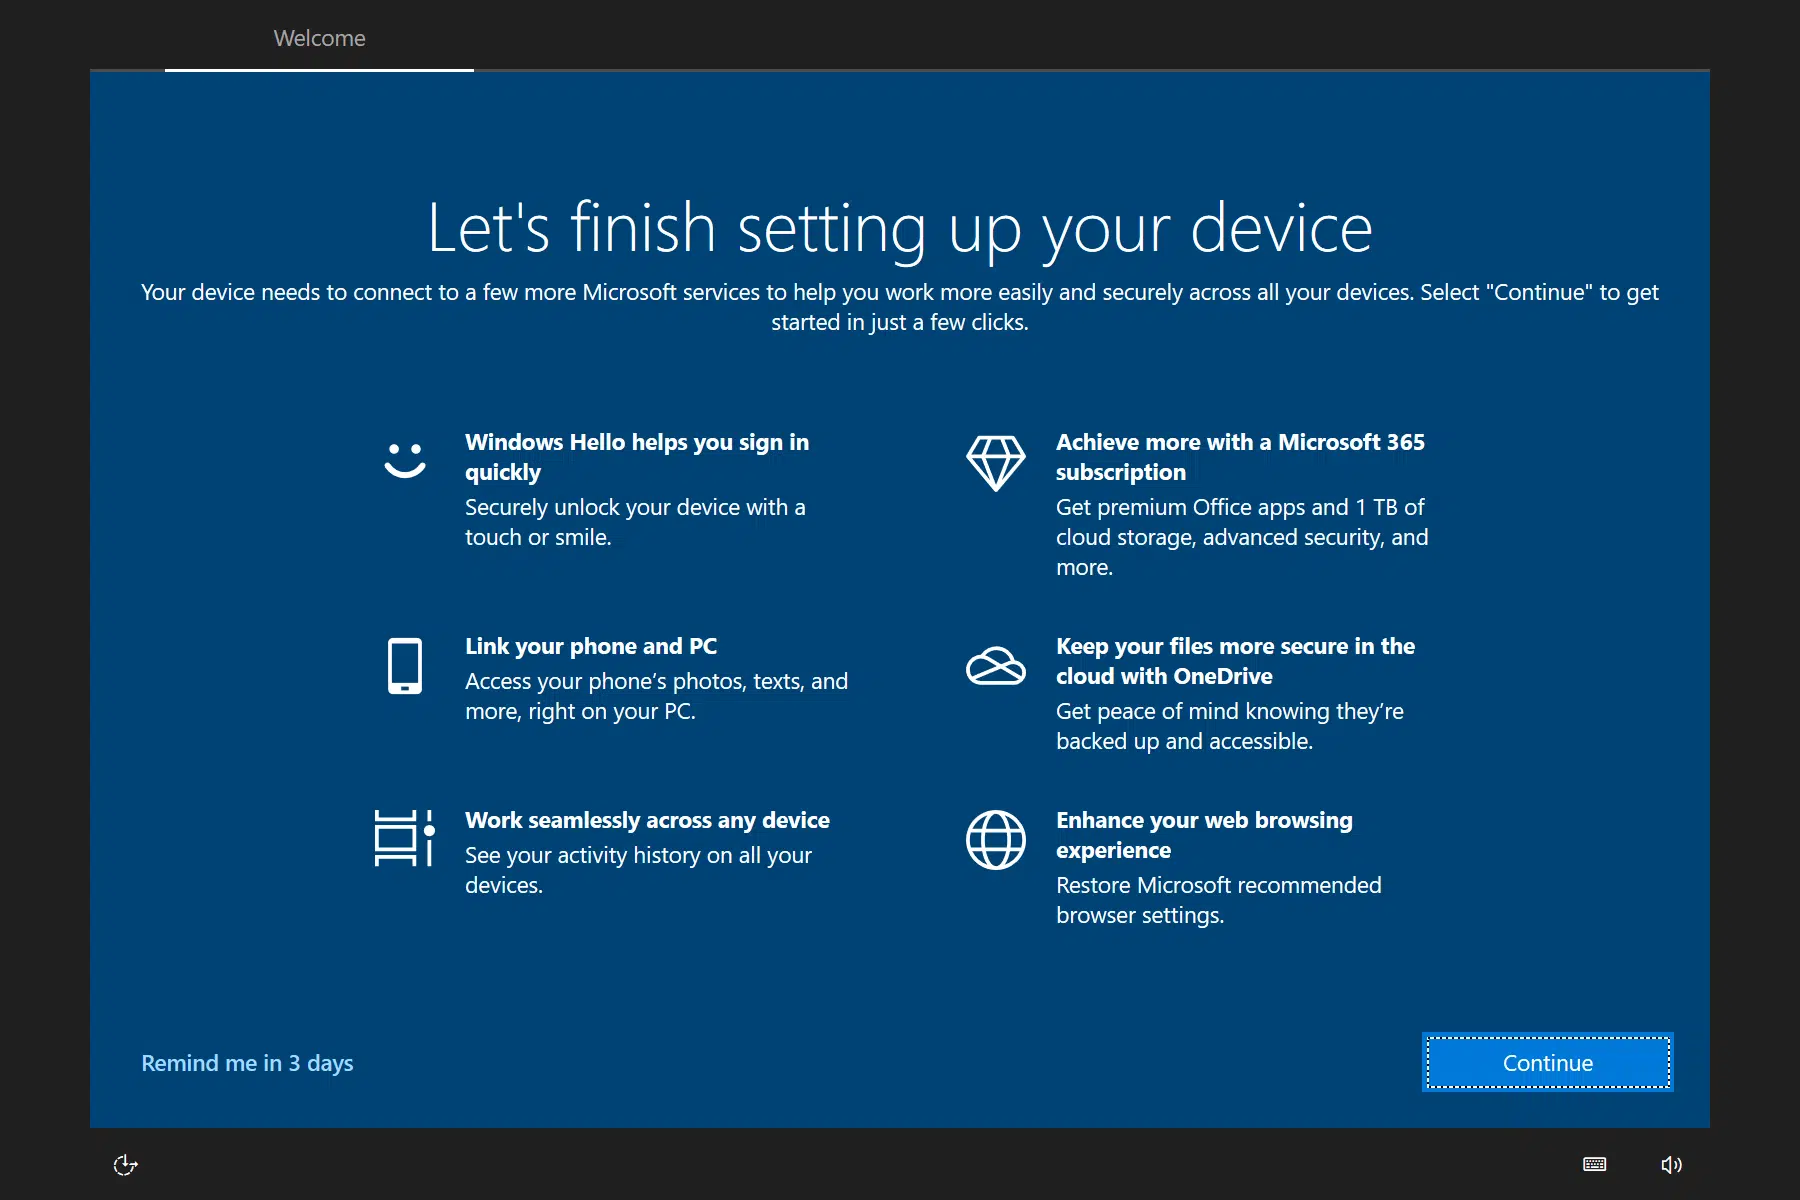 Welcome
Let's finish setting up your device
Your device needs to connect to a few more Microsoft services to help you work more easily and securely across all your devices. Select "Continue" to get
started in just a few clicks.
Windows Hello helps you sign in
quickly
Securely unlock your device with a
touch or smile.
Achieve more with a Microsoft 365
subscription
Get premium Office apps and 1 TB of
cloud storage, advanced security, and
more.
Link your phone and PC
Access your phone’s photos, texts, and
more, right on your PC.
Keep your files more secure in the
cloud with OneDrive
Get peace of mind knowing they’re
backed up and accessible.
Work seamlessly across any device
See your activity history on all your
devices.
Enhance your web browsing
experience
Restore Microsoft recommended
browser settings.
Remind me in 3 days
Continue